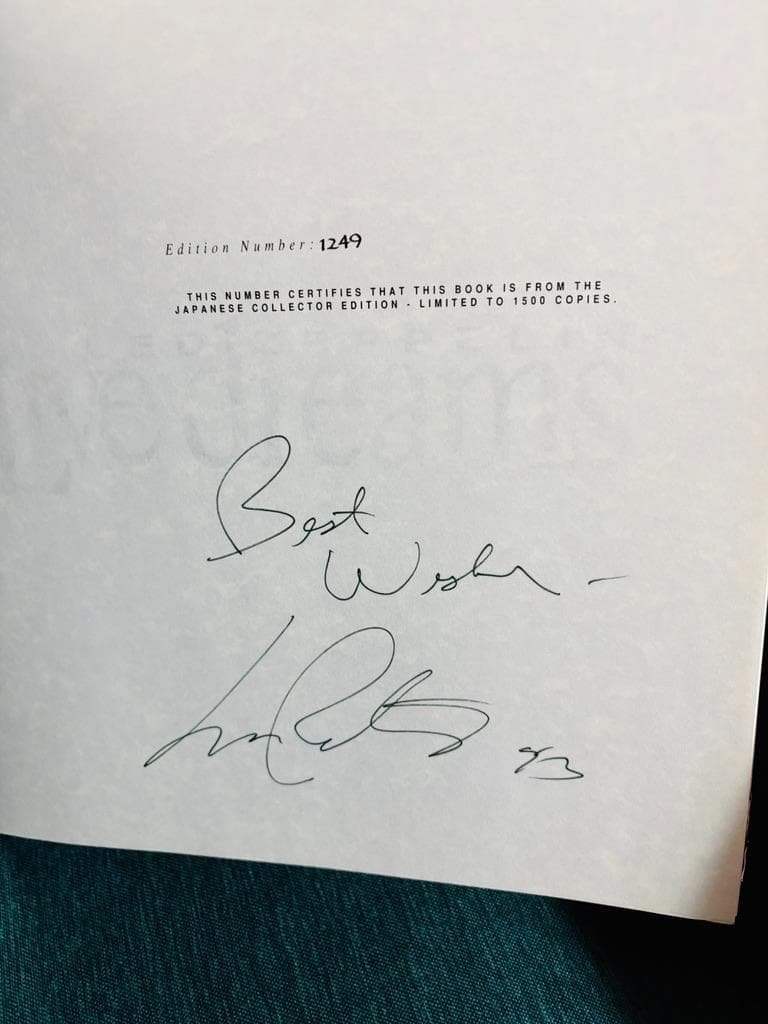 Edition Number: 1249
THIS NUMBER CERTIFIES THAT THIS BOOK IS FROM THE
JAPANESE COLLECTOR EDITION - LIMITED TO 1500 COPIES.
Best
Wishes -